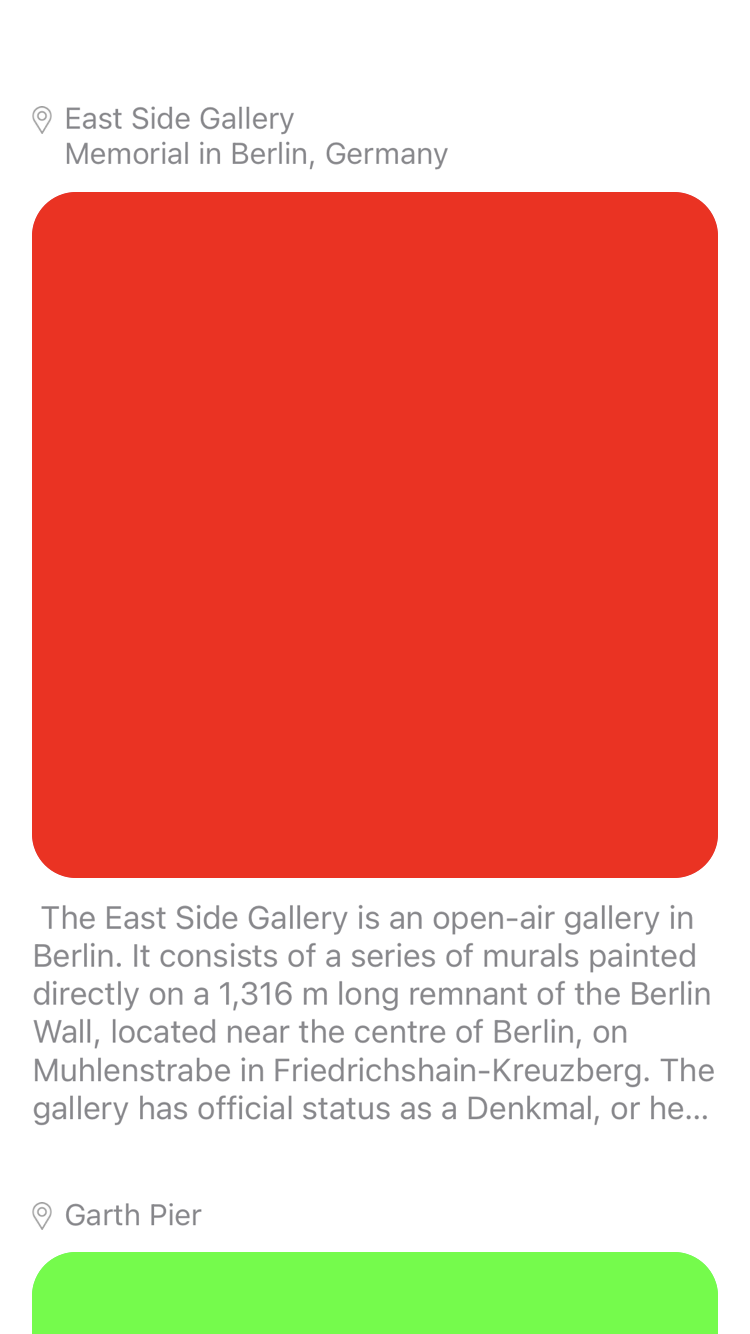 East Side Gallery
Memorial in Berlin, Germany
The East Side Gallery is an open-air gallery in
Berlin. It consists of a series of murals painted
directly on a 1,316 m long remnant of the Berlin
Wall, located near the centre of Berlin, on
Muhlenstrabe in Friedrichshain-Kreuzberg. The
gallery has official status as a Denkmal, or he...
Garth Pier